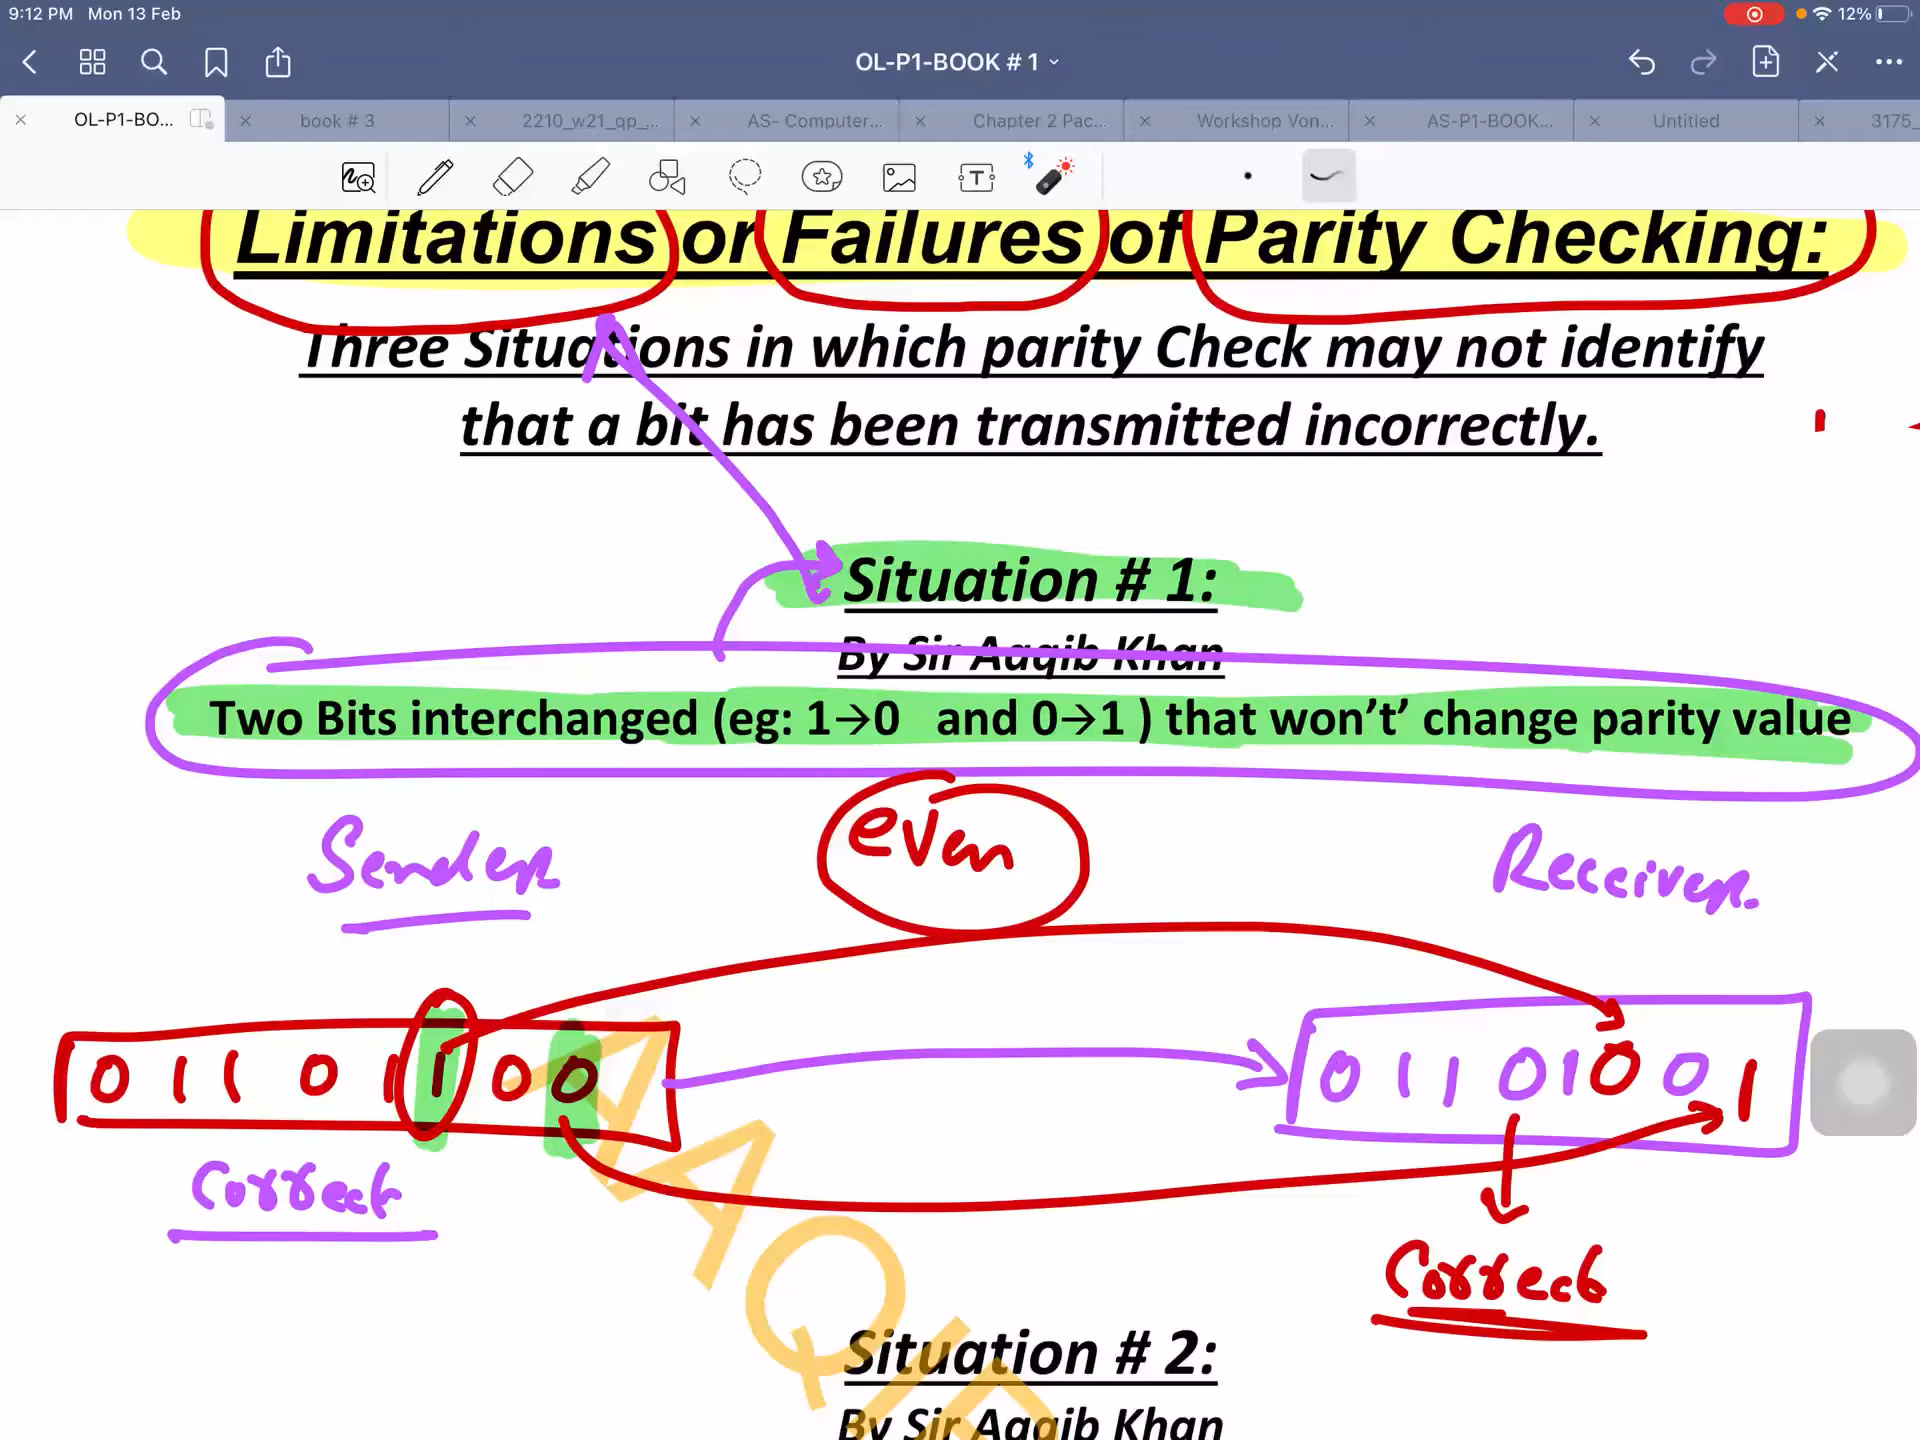 9:12 PM Mon 13 Feb 12%
OL-P1-BOOK # 1
OL-P1-BO... book # 3 2210_w21_qp_... AS- Computer... Chapter 2 Pac... Workshop Von... AS-P1-BOOK... Untitled 3175_
Limitations or Failures of Parity Checking:
Three Situations in which parity Check may not identify
that a bit has been transmitted incorrectly.
Situation # 1:
By Sir Aaqib Khan
Two Bits interchanged (eg: 1→0 and 0→1 ) that won't' change parity value
even
Sender Receiver.
0 1 1 0 1 1 0 0 0 1 1 0 1 0 0 1
Correct
Correct
AAQIB
Situation # 2:
By Sir Aaqib Khan